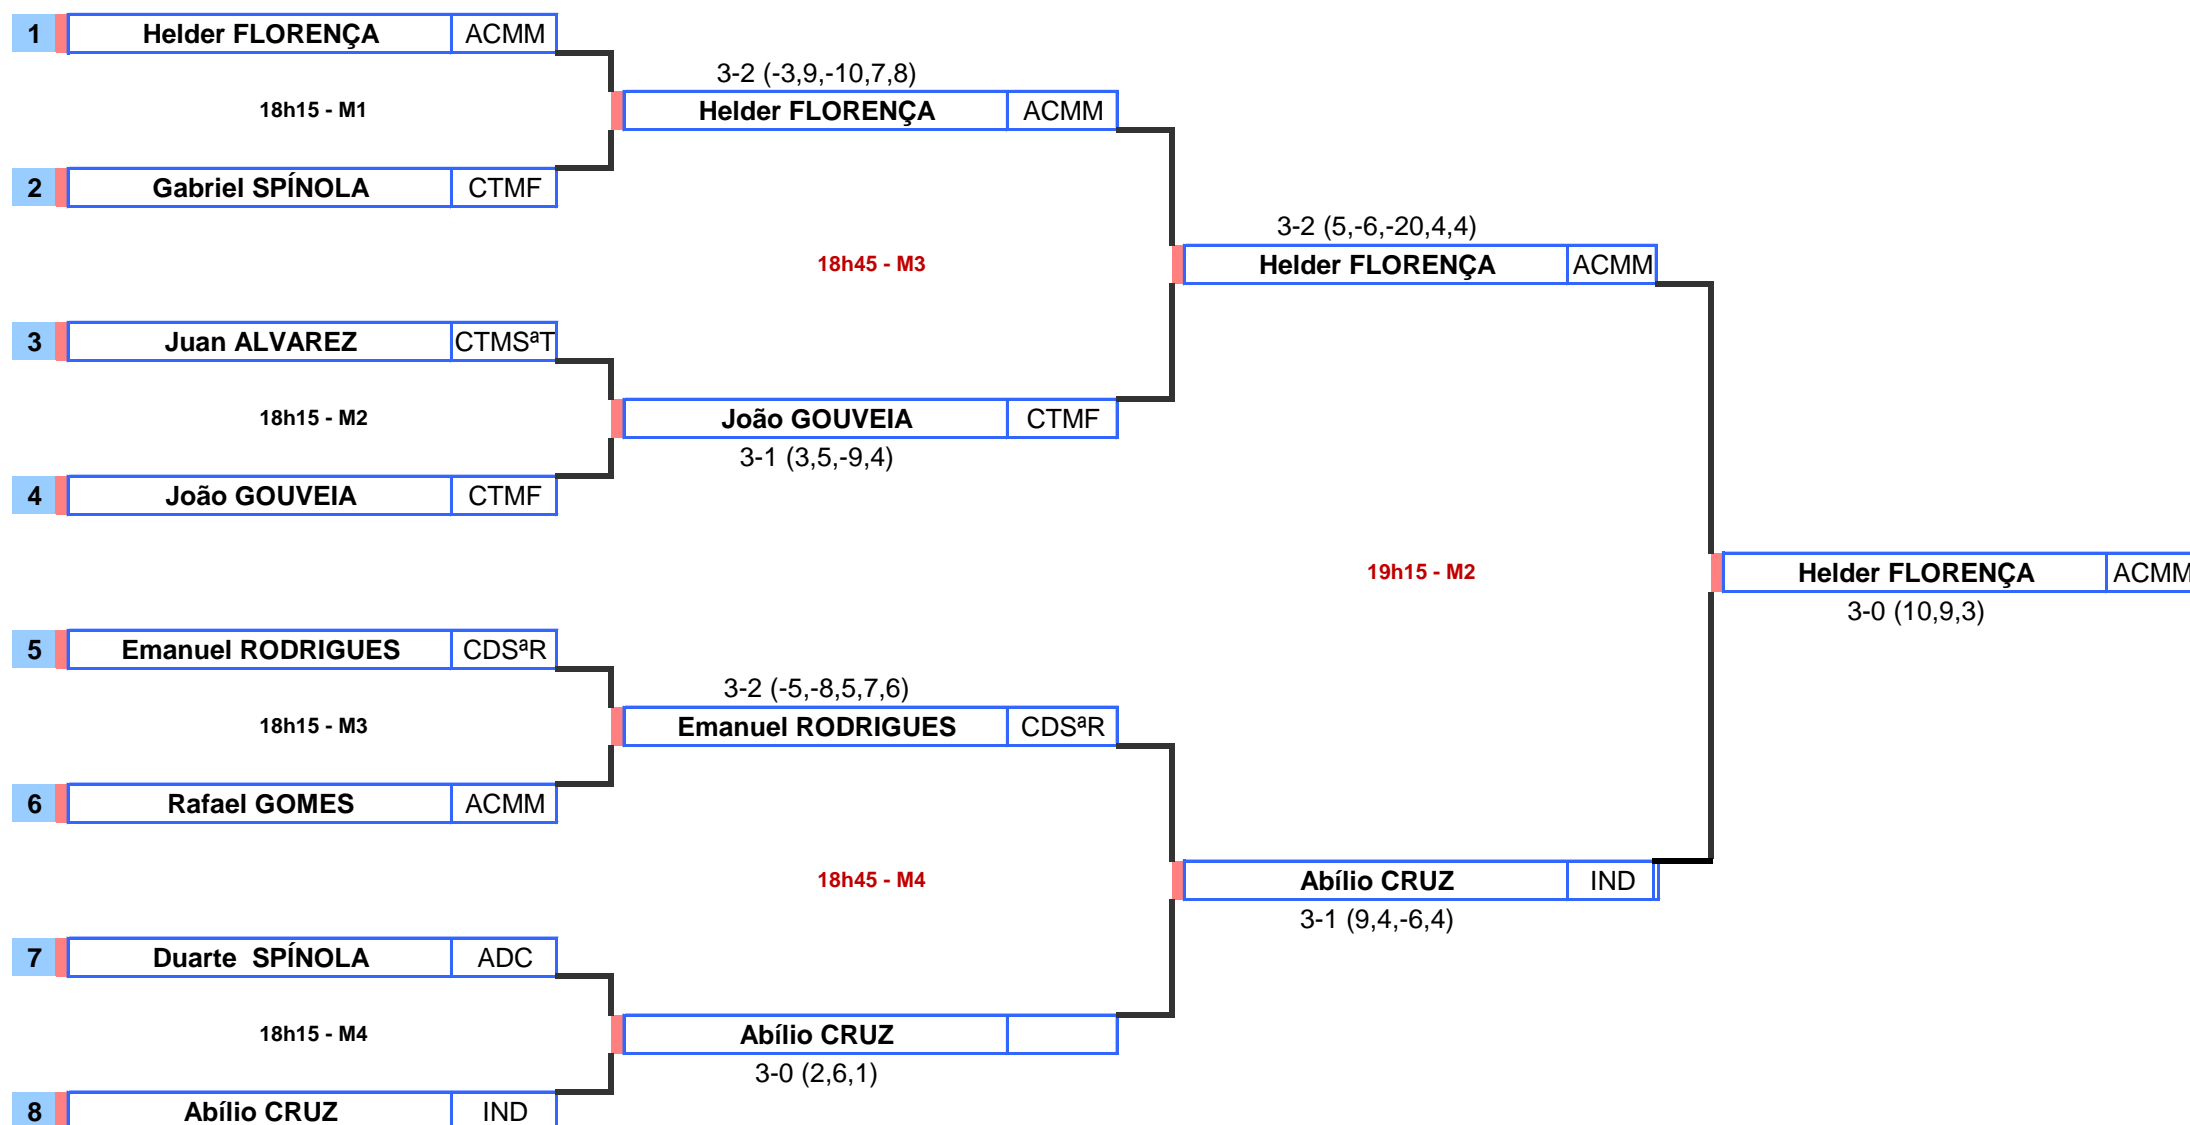 1 Helder FLORENÇA ACMM
3-2 (-3,9,-10,7,8)
18h15 - M1 Helder FLORENÇA ACMM
2 Gabriel SPÍNOLA CTMF
3-2 (5,-6,-20,4,4)
18h45 - M3 Helder FLORENÇA ACMM
3 Juan ALVAREZ CTMSªT
18h15 - M2 João GOUVEIA CTMF
3-1 (3,5,-9,4)
4 João GOUVEIA CTMF
19h15 - M2 Helder FLORENÇA ACMM
3-0 (10,9,3)
5 Emanuel RODRIGUES CDSªR
3-2 (-5,-8,5,7,6)
18h15 - M3 Emanuel RODRIGUES CDSªR
6 Rafael GOMES ACMM
18h45 - M4 Abílio CRUZ IND
3-1 (9,4,-6,4)
7 Duarte  SPÍNOLA ADC
18h15 - M4 Abílio CRUZ
3-0 (2,6,1)
8 Abílio CRUZ IND